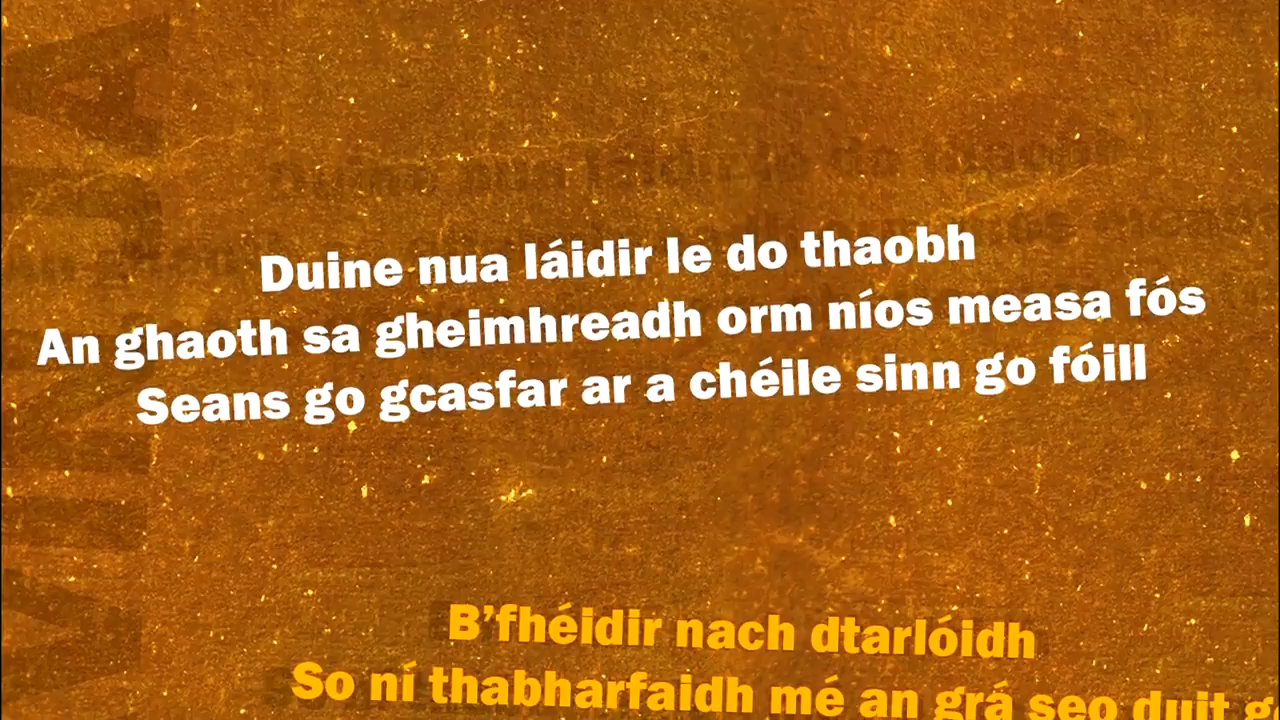 Duine nua láidir le do thaobh
An ghaoth sa gheimhreadh orm níos measa fós
Seans go gcasfar ar a chéile sinn go fóill
B’fhéidir nach dtarlóidh
So ní thabharfaidh mé an grá seo duit